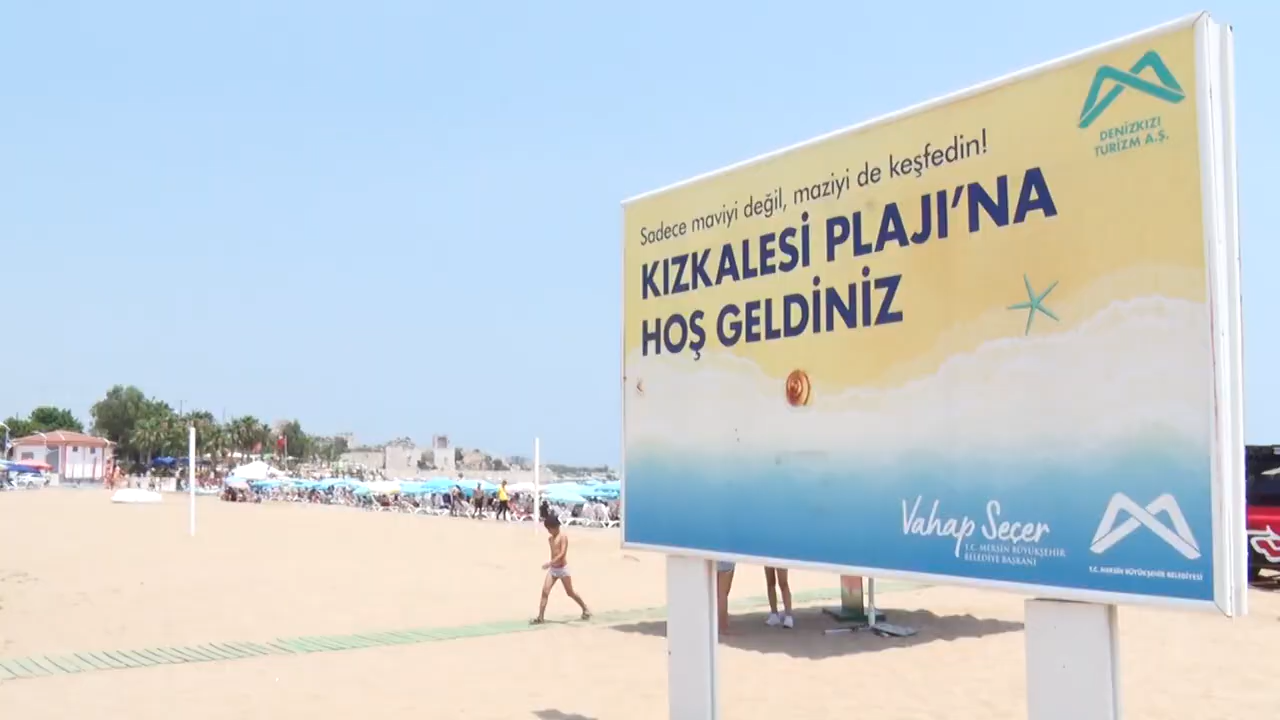 DENİZKIZI
TURİZM A.Ş.
Sadece maviyi değil, maziyi de keşfedin!
KIZKALESİ PLAJI’NA
HOŞ GELDİNİZ
Vahap Seçer
T.C. MERSİN BÜYÜKŞEHİR
BELEDİYE BAŞKANI
T.C. MERSİN BÜYÜKŞEHİR BELEDİYESİ